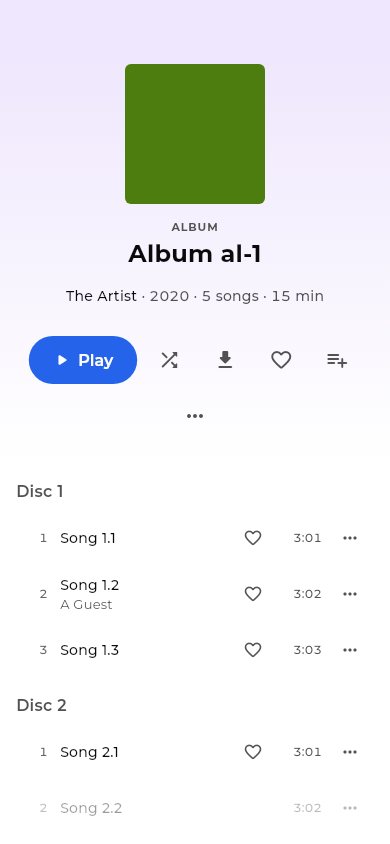 ALBUM
Album al-1
The Artist · 2020 · 5 songs · 15 min
Play
Disc 1
1 Song 1.1 3:01
2 Song 1.2 3:02
A Guest
3 Song 1.3 3:03
Disc 2
1 Song 2.1 3:01
2 Song 2.2 3:02